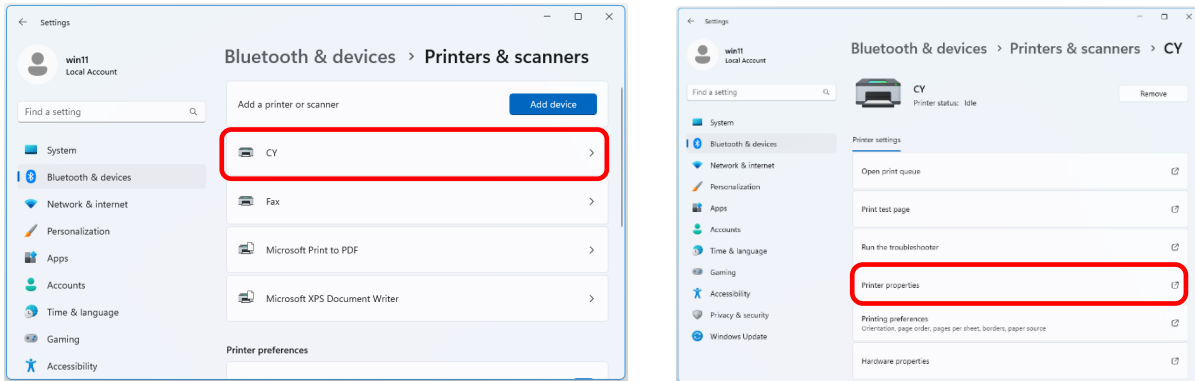 Settings
win11
Local Account
Find a setting
System
Bluetooth & devices
Network & internet
Personalization
Apps
Accounts
Time & language
Gaming
Accessibility
Bluetooth & devices > Printers & scanners
Add a printer or scanner
Add device
CY
Fax
Microsoft Print to PDF
Microsoft XPS Document Writer
Printer preferences
Settings
win11
Local Account
Find a setting
System
Bluetooth & devices
Network & internet
Personalization
Apps
Accounts
Time & language
Gaming
Accessibility
Privacy & security
Windows Update
Bluetooth & devices > Printers & scanners > CY
CY
Printer status: Idle
Remove
Printer settings
Open print queue
Print test page
Run the troubleshooter
Printer properties
Printing preferences
Orientation, page order, pages per sheet, borders, paper source
Hardware properties